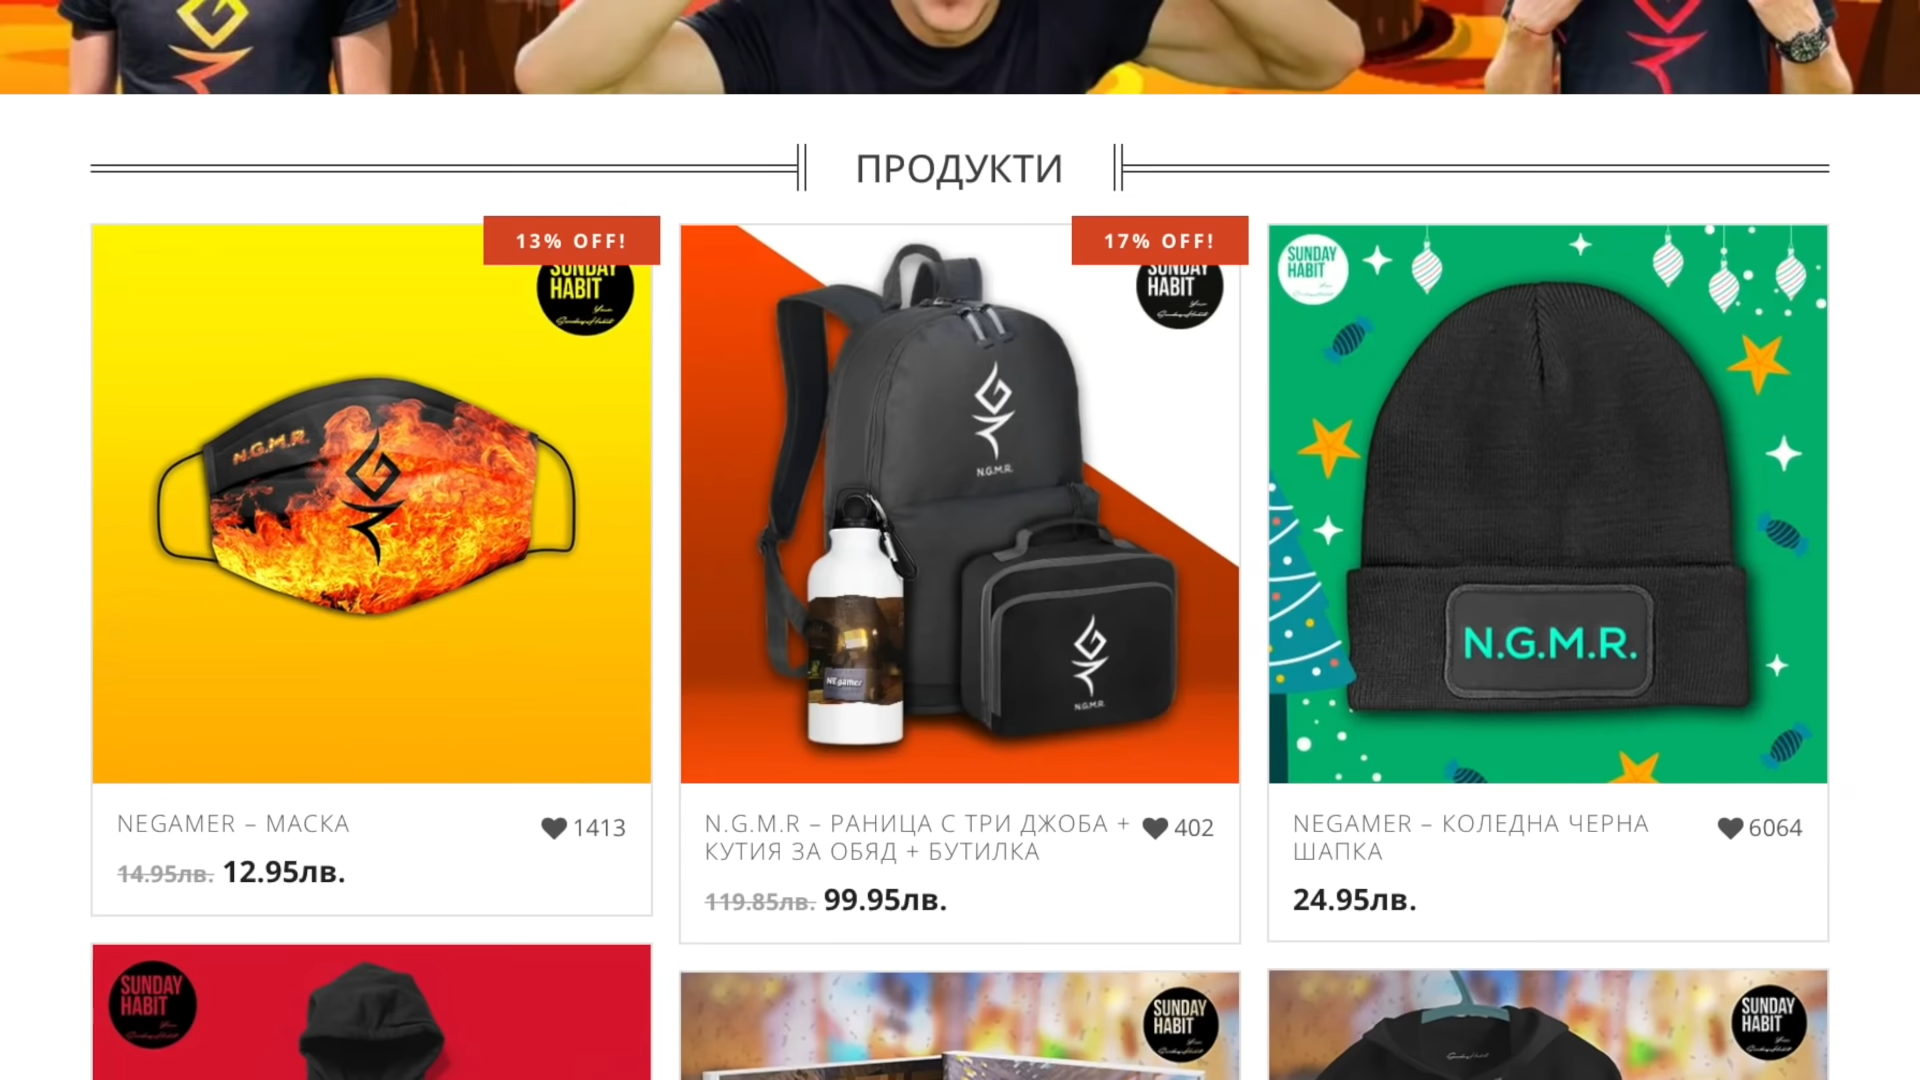 ПРОДУКТИ
13% OFF!
SUNDAY
HABIT
N.G.M.R.
NEGAMER – МАСКА
1413
14.95лв. 12.95лв.
17% OFF!
SUNDAY
HABIT
N.G.M.R.
NEgamer
N.G.M.R.
N.G.M.R – РАНИЦА С ТРИ ДЖОБА +
КУТИЯ ЗА ОБЯД + БУТИЛКА
402
119.85лв. 99.95лв.
SUNDAY
HABIT
N.G.M.R.
NEGAMER – КОЛЕДНА ЧЕРНА
ШАПКА
6064
24.95лв.
SUNDAY
HABIT
SUNDAY
HABIT
SUNDAY
HABIT